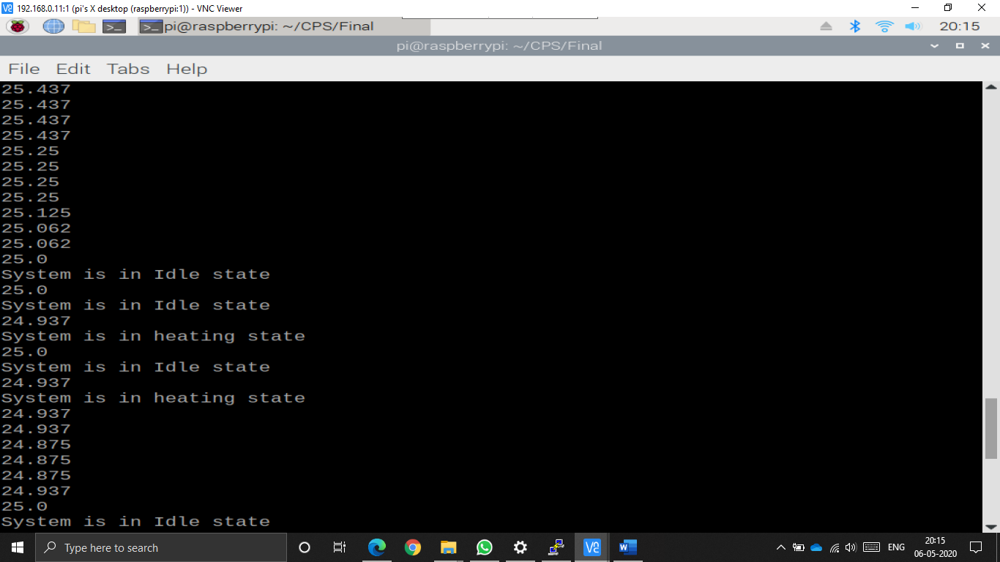 192.168.0.11:1 (pi's X desktop (raspberrypi:1)) - VNC Viewer
pi@raspberrypi: ~/CPS/Final
20:15
pi@raspberrypi: ~/CPS/Final
File Edit Tabs Help
25.437
25.437
25.437
25.437
25.25
25.25
25.25
25.25
25.125
25.062
25.062
25.0
System is in Idle state
25.0
System is in Idle state
24.937
System is in heating state
25.0
System is in Idle state
24.937
System is in heating state
24.937
24.937
24.875
24.875
24.875
24.937
25.0
System is in Idle state
Type here to search
ENG
20:15
06-05-2020